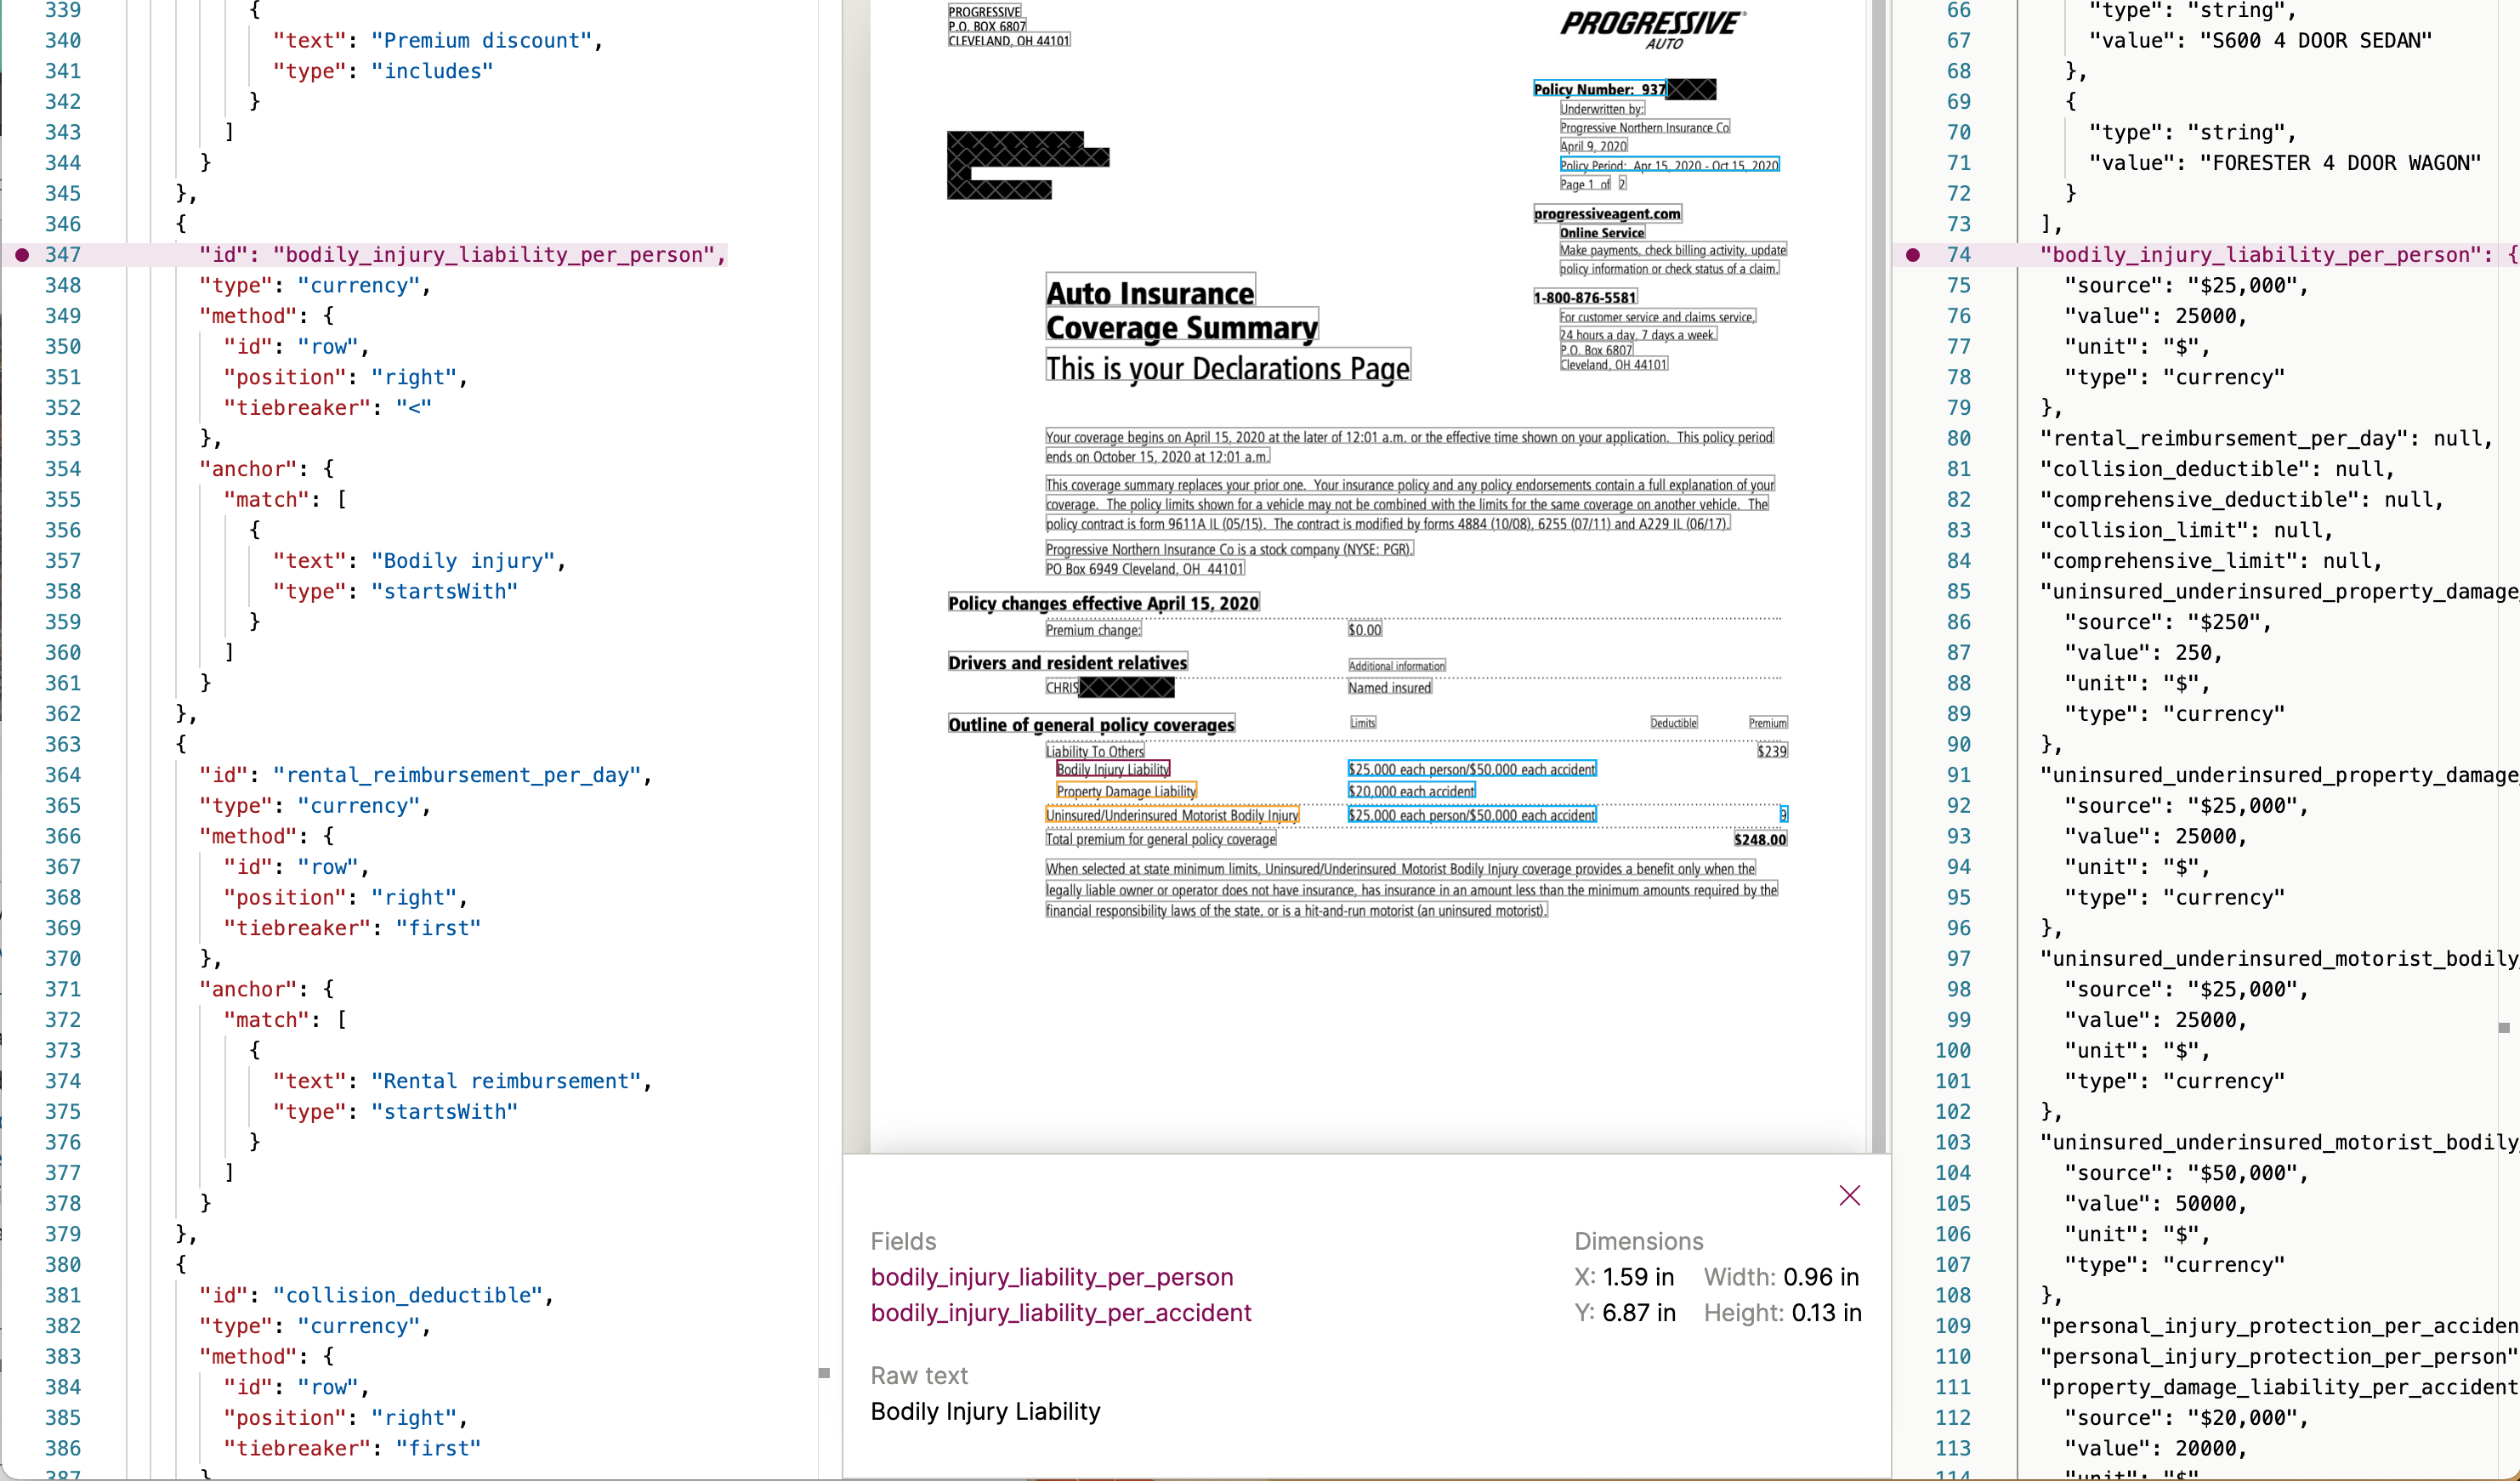 339 {
340 "text": "Premium discount",
341 "type": "includes"
342 }
343 ]
344 }
345 },
346 {
347 "id": "bodily_injury_liability_per_person",
348 "type": "currency",
349 "method": {
350 "id": "row",
351 "position": "right",
352 "tiebreaker": "<"
353 },
354 "anchor": {
355 "match": [
356 {
357 "text": "Bodily injury",
358 "type": "startsWith"
359 }
360 ]
361 }
362 },
363 {
364 "id": "rental_reimbursement_per_day",
365 "type": "currency",
366 "method": {
367 "id": "row",
368 "position": "right",
369 "tiebreaker": "first"
370 },
371 "anchor": {
372 "match": [
373 {
374 "text": "Rental reimbursement",
375 "type": "startsWith"
376 }
377 ]
378 }
379 },
380 {
381 "id": "collision_deductible",
382 "type": "currency",
383 "method": {
384 "id": "row",
385 "position": "right",
386 "tiebreaker": "first"
387 }
PROGRESSIVE
P.O. BOX 6807
CLEVELAND, OH 44101
PROGRESSIVE®
AUTO
Policy Number: 937
Underwritten by:
Progressive Northern Insurance Co
April 9, 2020
Policy Period: Apr 15, 2020 - Oct 15, 2020
Page 1 of 2
progressiveagent.com
Online Service
Make payments, check billing activity, update
policy information or check status of a claim.
1-800-876-5581
For customer service and claims service,
24 hours a day, 7 days a week.
P.O. Box 6807
Cleveland, OH 44101
Auto Insurance
Coverage Summary
This is your Declarations Page
Your coverage begins on April 15, 2020 at the later of 12:01 a.m. or the effective time shown on your application. This policy period
ends on October 15, 2020 at 12:01 a.m.
This coverage summary replaces your prior one. Your insurance policy and any policy endorsements contain a full explanation of your
coverage. The policy limits shown for a vehicle may not be combined with the limits for the same coverage on another vehicle. The
policy contract is form 9611A IL (05/15). The contract is modified by forms 4884 (10/08), 6255 (07/11) and A229 IL (06/17).
Progressive Northern Insurance Co is a stock company (NYSE: PGR).
PO Box 6949 Cleveland, OH 44101
Policy changes effective April 15, 2020
Premium change: $0.00
Drivers and resident relatives Additional information
CHRIS Named insured
Outline of general policy coverages Limits Deductible Premium
Liability To Others $239
Bodily Injury Liability $25,000 each person/$50,000 each accident
Property Damage Liability $20,000 each accident
Uninsured/Underinsured Motorist Bodily Injury $25,000 each person/$50,000 each accident 9
Total premium for general policy coverage $248.00
When selected at state minimum limits, Uninsured/Underinsured Motorist Bodily Injury coverage provides a benefit only when the
legally liable owner or operator does not have insurance, has insurance in an amount less than the minimum amounts required by the
financial responsibility laws of the state, or is a hit-and-run motorist (an uninsured motorist).
Fields
bodily_injury_liability_per_person
bodily_injury_liability_per_accident
Raw text
Bodily Injury Liability
Dimensions
X: 1.59 in Width: 0.96 in
Y: 6.87 in Height: 0.13 in
66 "type": "string",
67 "value": "S600 4 DOOR SEDAN"
68 },
69 {
70 "type": "string",
71 "value": "FORESTER 4 DOOR WAGON"
72 }
73 ],
74 "bodily_injury_liability_per_person": {
75 "source": "$25,000",
76 "value": 25000,
77 "unit": "$",
78 "type": "currency"
79 },
80 "rental_reimbursement_per_day": null,
81 "collision_deductible": null,
82 "comprehensive_deductible": null,
83 "collision_limit": null,
84 "comprehensive_limit": null,
85 "uninsured_underinsured_property_damage_
86 "source": "$250",
87 "value": 250,
88 "unit": "$",
89 "type": "currency"
90 },
91 "uninsured_underinsured_property_damage_
92 "source": "$25,000",
93 "value": 25000,
94 "unit": "$",
95 "type": "currency"
96 },
97 "uninsured_underinsured_motorist_bodily_
98 "source": "$25,000",
99 "value": 25000,
100 "unit": "$",
101 "type": "currency"
102 },
103 "uninsured_underinsured_motorist_bodily_
104 "source": "$50,000",
105 "value": 50000,
106 "unit": "$",
107 "type": "currency"
108 },
109 "personal_injury_protection_per_acciden
110 "personal_injury_protection_per_person"
111 "property_damage_liability_per_accident
112 "source": "$20,000",
113 "value": 20000,
114 "unit": "$"